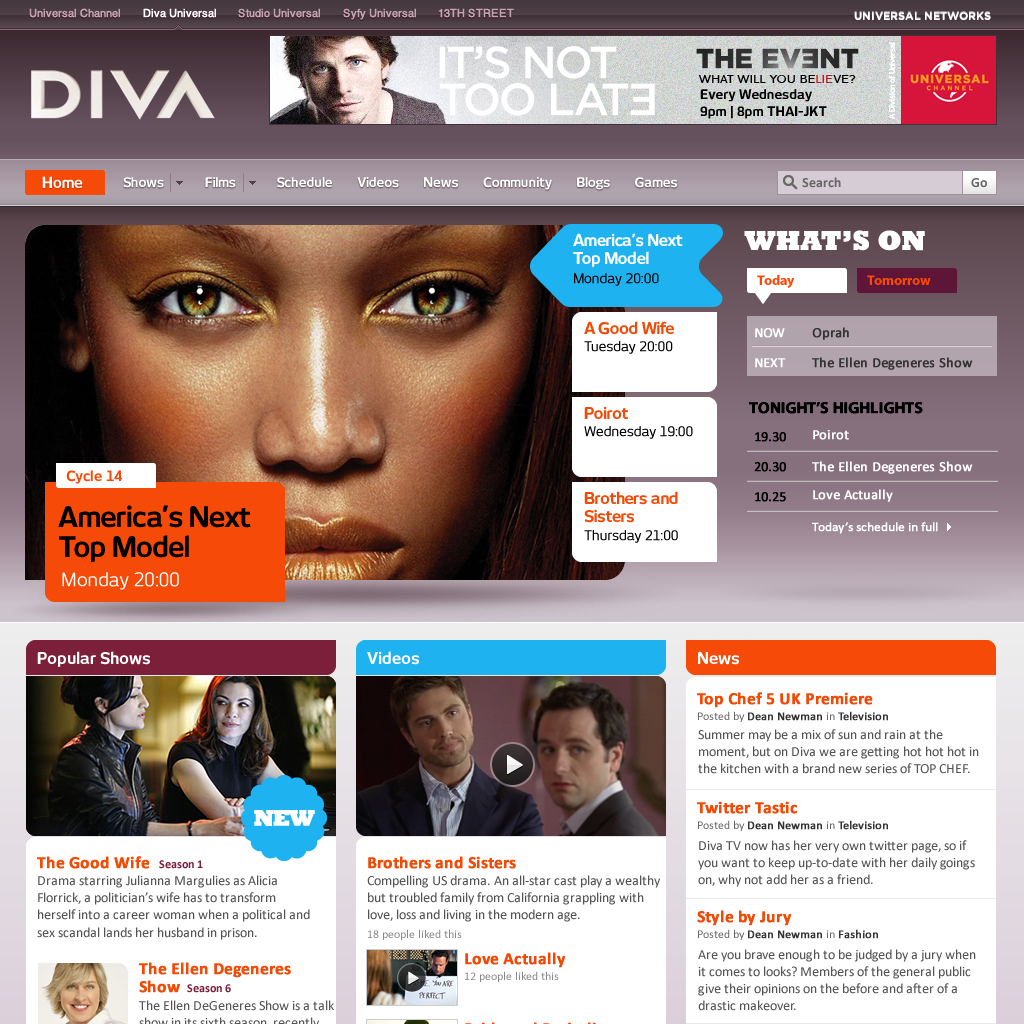 Universal Channel
Diva Universal
Studio Universal
Syfy Universal
13TH STREET
UNIVERSAL NETWORKS
DIVA
IT'S NOT
TOO LATE
THE EVENT
WHAT WILL YOU BELIEVE?
Every Wednesday
9pm | 8pm THAI-JKT
A Division of Universal
UNIVERSAL
CHANNEL
Home
Shows
Films
Schedule
Videos
News
Community
Blogs
Games
Search
Go
America's Next
Top Model
Monday 20:00
A Good Wife
Tuesday 20:00
Poirot
Wednesday 19:00
Brothers and
Sisters
Thursday 21:00
Cycle 14
America's Next
Top Model
Monday 20:00
WHAT'S ON
Today
Tomorrow
NOW Oprah
NEXT The Ellen Degeneres Show
TONIGHT'S HIGHLIGHTS
19.30 Poirot
20.30 The Ellen Degeneres Show
10.25 Love Actually
Today's schedule in full
Popular Shows
NEW
The Good Wife Season 1
Drama starring Julianna Margulies as Alicia
Florrick, a politician's wife has to transform
herself into a career woman when a political and
sex scandal lands her husband in prison.
The Ellen Degeneres
Show Season 6
The Ellen DeGeneres Show is a talk
show in its sixth season, recently
Videos
Brothers and Sisters
Compelling US drama. An all-star cast play a wealthy
but troubled family from California grappling with
love, loss and living in the modern age.
18 people liked this
Love Actually
12 people liked this
YOU ARE
PERFECT
News
Top Chef 5 UK Premiere
Posted by Dean Newman in Television
Summer may be a mix of sun and rain at the
moment, but on Diva we are getting hot hot hot in
the kitchen with a brand new series of TOP CHEF.
Twitter Tastic
Posted by Dean Newman in Television
Diva TV now has her very own twitter page, so if
you want to keep up-to-date with her daily goings
on, why not add her as a friend.
Style by Jury
Posted by Dean Newman in Fashion
Are you brave enough to be judged by a jury when
it comes to looks? Members of the general public
give their opinions on the before and after of a
drastic makeover.